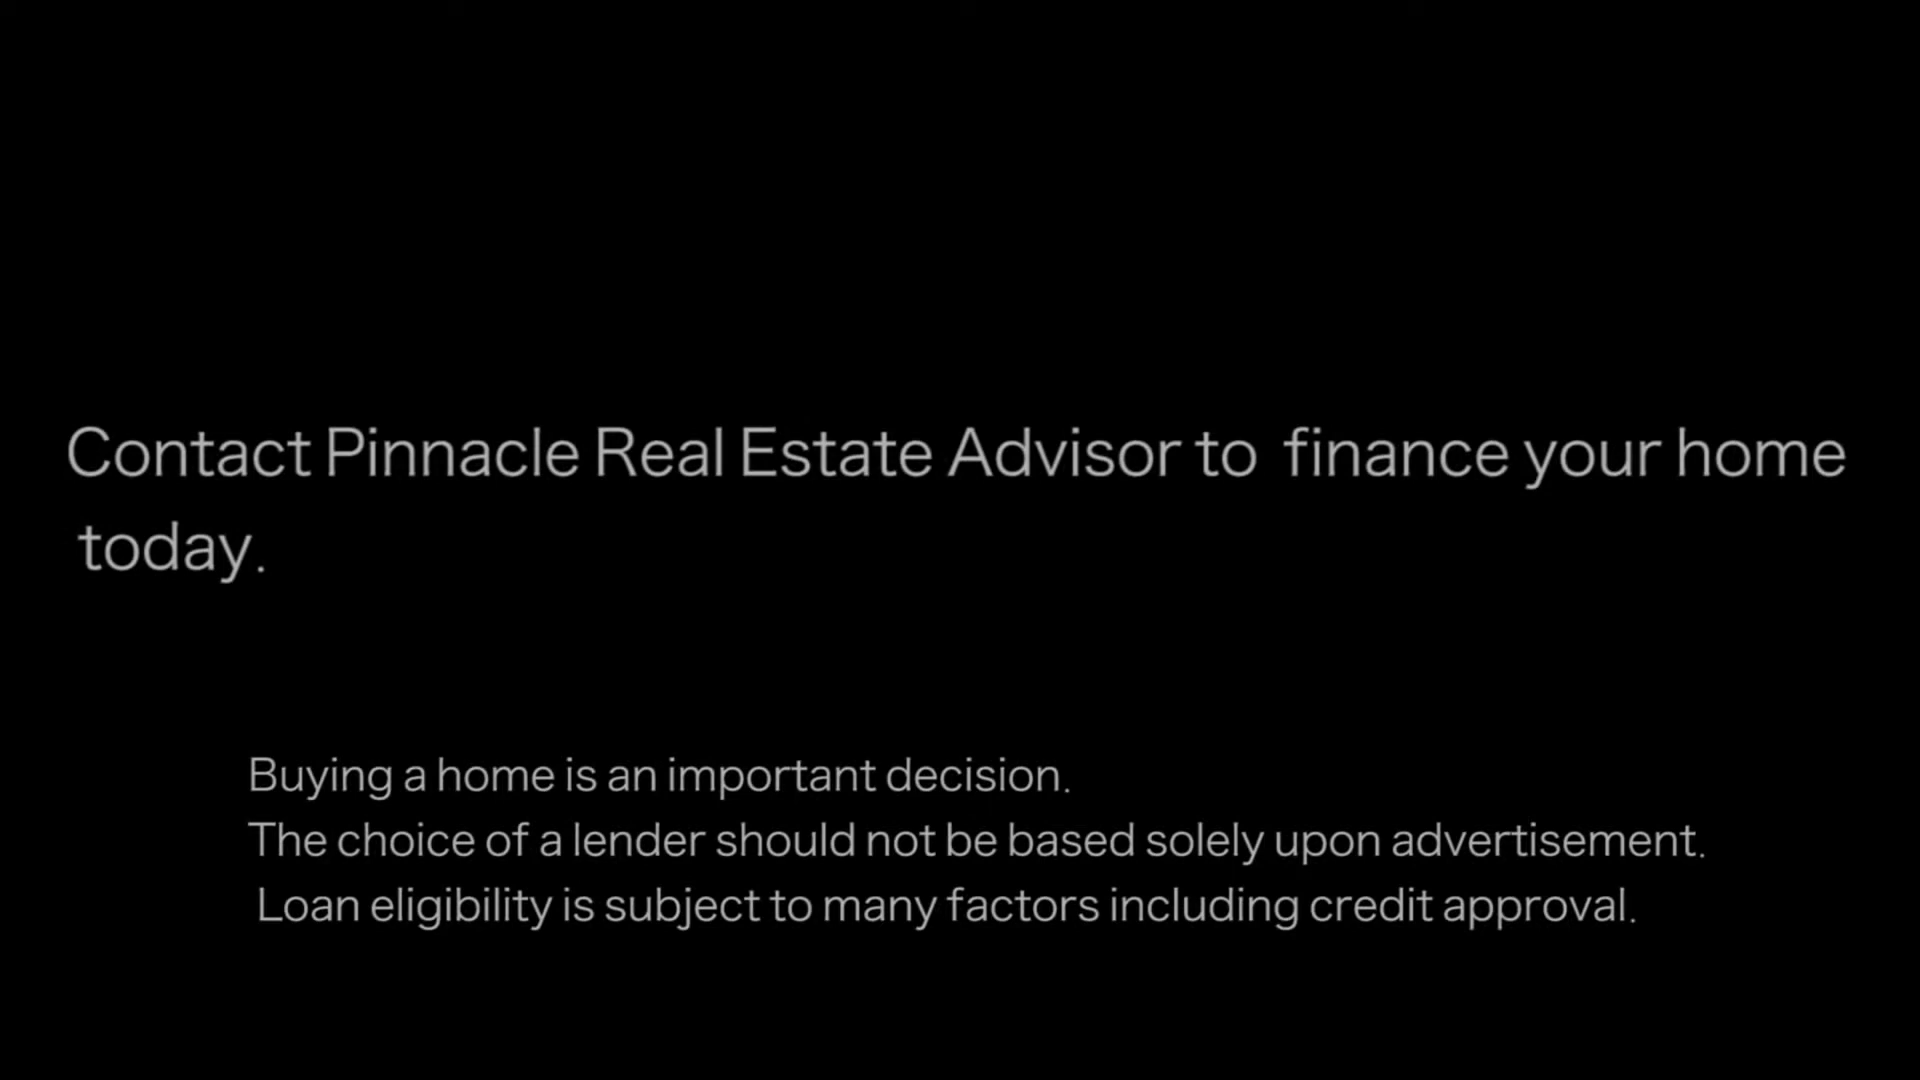 Contact Pinnacle Real Estate Advisor to finance your home
today.
Buying a home is an important decision.
The choice of a lender should not be based solely upon advertisement.
Loan eligibility is subject to many factors including credit approval.